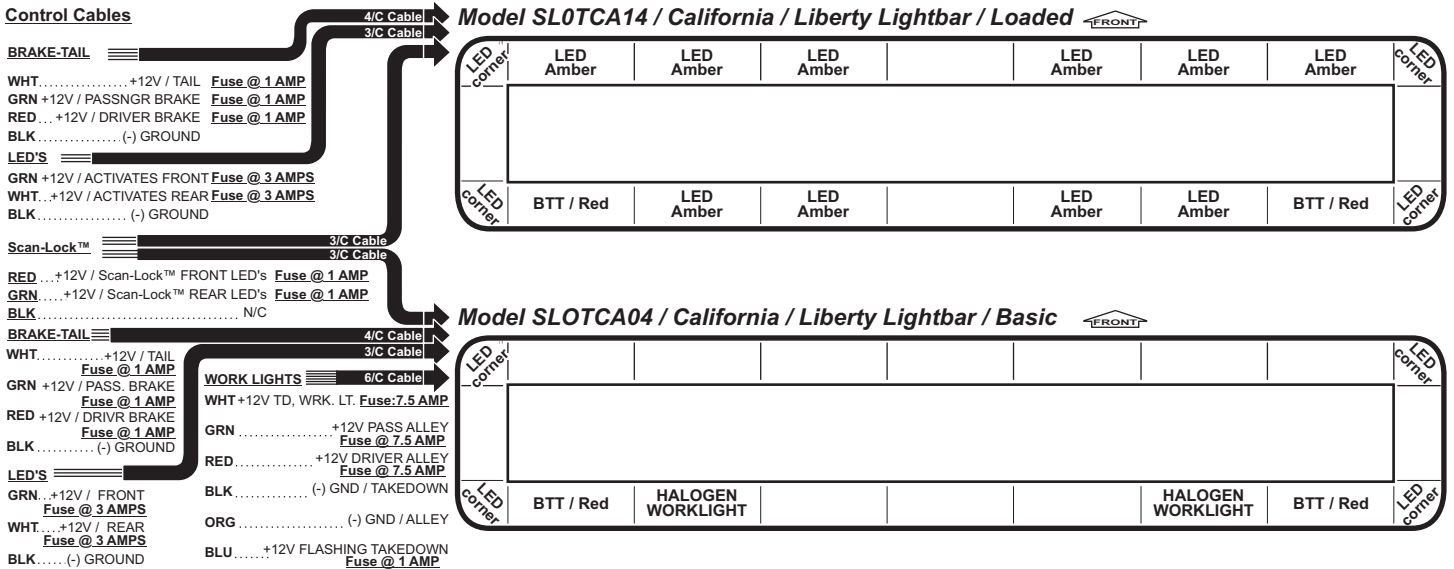 Control Cables
BRAKE-TAIL
4/C Cable
3/C Cable
WHT.................+12V / TAIL Fuse @ 1 AMP
GRN +12V / PASSNGR BRAKE Fuse @ 1 AMP
RED... +12V / DRIVER BRAKE Fuse @ 1 AMP
BLK...............(-) GROUND
LED'S
GRN +12V / ACTIVATES FRONT Fuse @ 3 AMPS
WHT...+12V / ACTIVATES REAR Fuse @ 3 AMPS
BLK................. (-) GROUND
Scan-Lock™
3/C Cable
3/C Cable
RED ....+12V / Scan-Lock™ FRONT LED's Fuse @ 1 AMP
GRN.....+12V / Scan-Lock™ REAR LED's Fuse @ 1 AMP
BLK..................................... N/C
Model SL0TCA14 / California / Liberty Lightbar / Loaded FRONT
LED corner
LED Amber
LED Amber
LED Amber
LED Amber
LED Amber
LED Amber
LED corner
LED corner
BTT / Red
LED Amber
LED Amber
LED Amber
LED Amber
BTT / Red
LED corner
BRAKE-TAIL
4/C Cable
3/C Cable
WHT.............+12V / TAIL
Fuse @ 1 AMP
GRN +12V / PASS. BRAKE
Fuse @ 1 AMP
RED +12V / DRIVR BRAKE
Fuse @ 1 AMP
BLK........... (-) GROUND
LED'S
GRN...+12V / FRONT
Fuse @ 3 AMPS
WHT.....+12V / REAR
Fuse @ 3 AMPS
BLK......(-) GROUND
WORK LIGHTS
6/C Cable
WHT +12V TD, WRK. LT. Fuse:7.5 AMP
GRN ..................+12V PASS ALLEY
Fuse @ 7.5 AMP
RED...............+12V DRIVER ALLEY
Fuse @ 7.5 AMP
BLK .............. (-) GND / TAKEDOWN
ORG .................... (-) GND / ALLEY
BLU.......+12V FLASHING TAKEDOWN
Fuse @ 1 AMP
Model SLOTCA04 / California / Liberty Lightbar / Basic FRONT
LED corner
LED corner
LED corner
BTT / Red
HALOGEN
WORKLIGHT
HALOGEN
WORKLIGHT
BTT / Red
LED corner